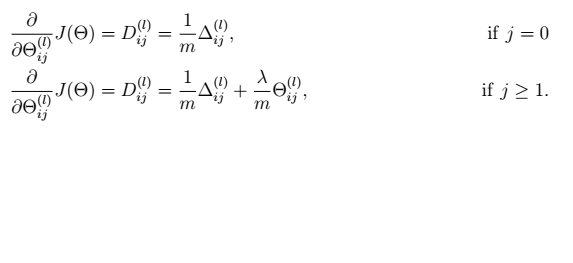 ∂/∂Θ_{ij}^{(l)} J(Θ) = D_{ij}^{(l)} = 1/m Δ_{ij}^{(l)}, if j = 0
∂/∂Θ_{ij}^{(l)} J(Θ) = D_{ij}^{(l)} = 1/m Δ_{ij}^{(l)} + λ/m Θ_{ij}^{(l)}, if j ≥ 1.